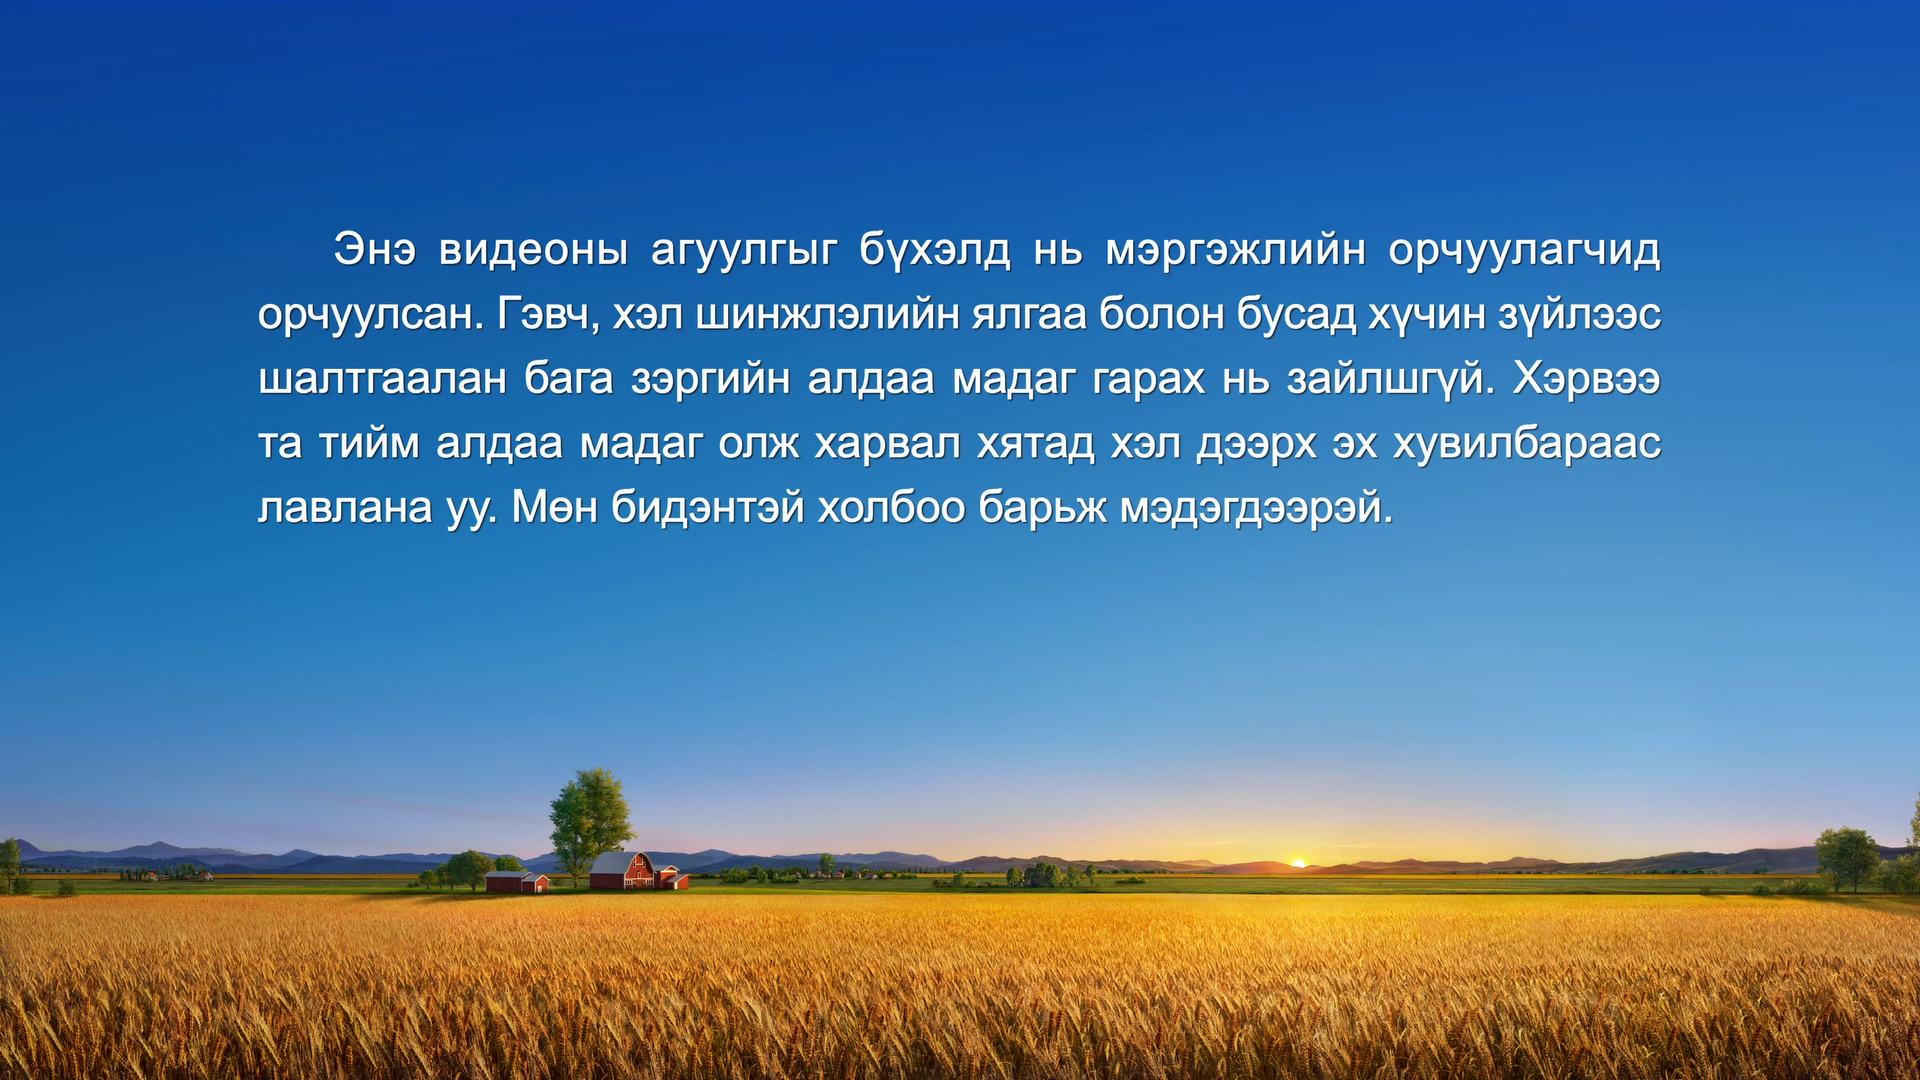 Энэ видеоны агуулгыг бүхэлд нь мэргэжлийн орчуулагчид
орчуулсан. Гэвч, хэл шинжлэлийн ялгаа болон бусад хүчин зүйлээс
шалтгаалан бага зэргийн алдаа мадаг гарах нь зайлшгүй. Хэрвээ
та тийм алдаа мадаг олж харвал хятад хэл дээрх эх хувилбараас
лавлана уу. Мөн бидэнтэй холбоо барьж мэдэгдээрэй.